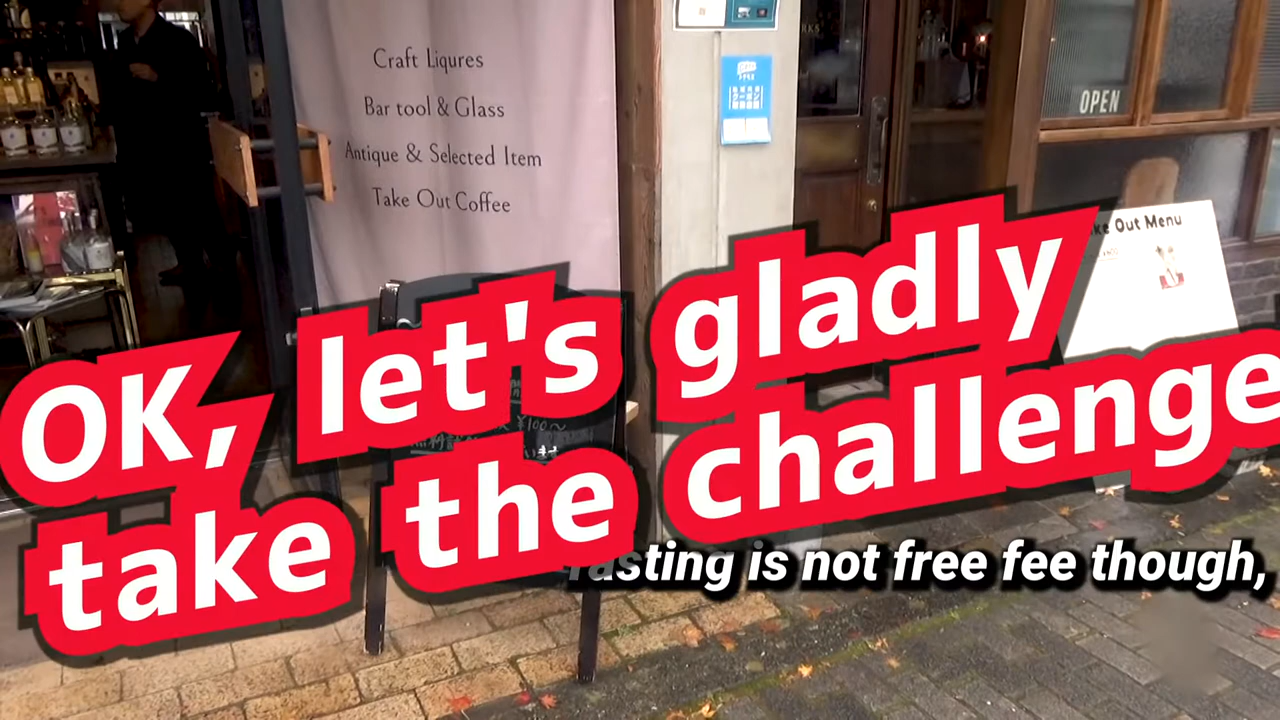 Craft Liqures
Bar tool & Glass
Antique & Selected Item
Take Out Coffee
OPEN
Out Menu
OK, let's gladly
take the challenge
¥100〜
Tasting is not free fee though,